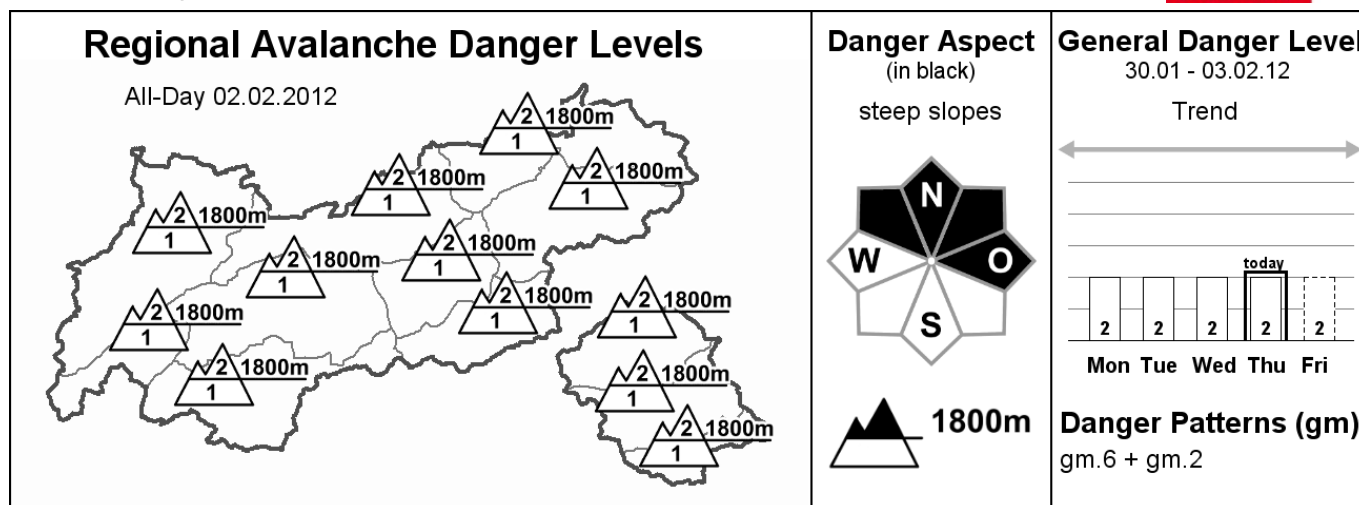 Regional Avalanche Danger Levels
All-Day 02.02.2012
2 1800m
1
2 1800m
1
2 1800m
1
2 1800m
1
2 1800m
1
2 1800m
1
2 1800m
1
2 1800m
1
2 1800m
1
2 1800m
1
2 1800m
1
2 1800m
1
Danger Aspect
(in black)
steep slopes
N
W O
S
1800m
General Danger Level
30.01 - 03.02.12
Trend
today
2 2 2 2 2
Mon Tue Wed Thu Fri
Danger Patterns (gm)
gm.6 + gm.2